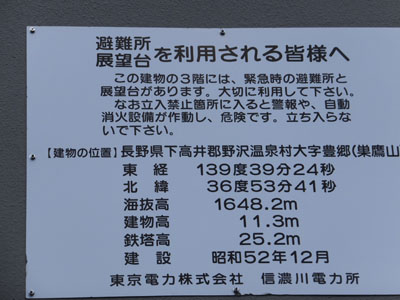 避難所
展望台 を利用される皆様へ
この建物の３階には、緊急時の避難所と
展望台があります。大切に利用して下さい。
なお立入禁止箇所に入ると警報や、自動
消火設備が作動し、危険です。立ち入らな
いで下さい。
【建物の位置】長野県下高井郡野沢温泉村大字豊郷(巣鷹山
東経 139度39分24秒
北緯 36度53分41秒
海抜高 1648.2m
建物高 11.3m
鉄塔高 25.2m
建設 昭和52年12月
東京電力株式会社 信濃川電力所